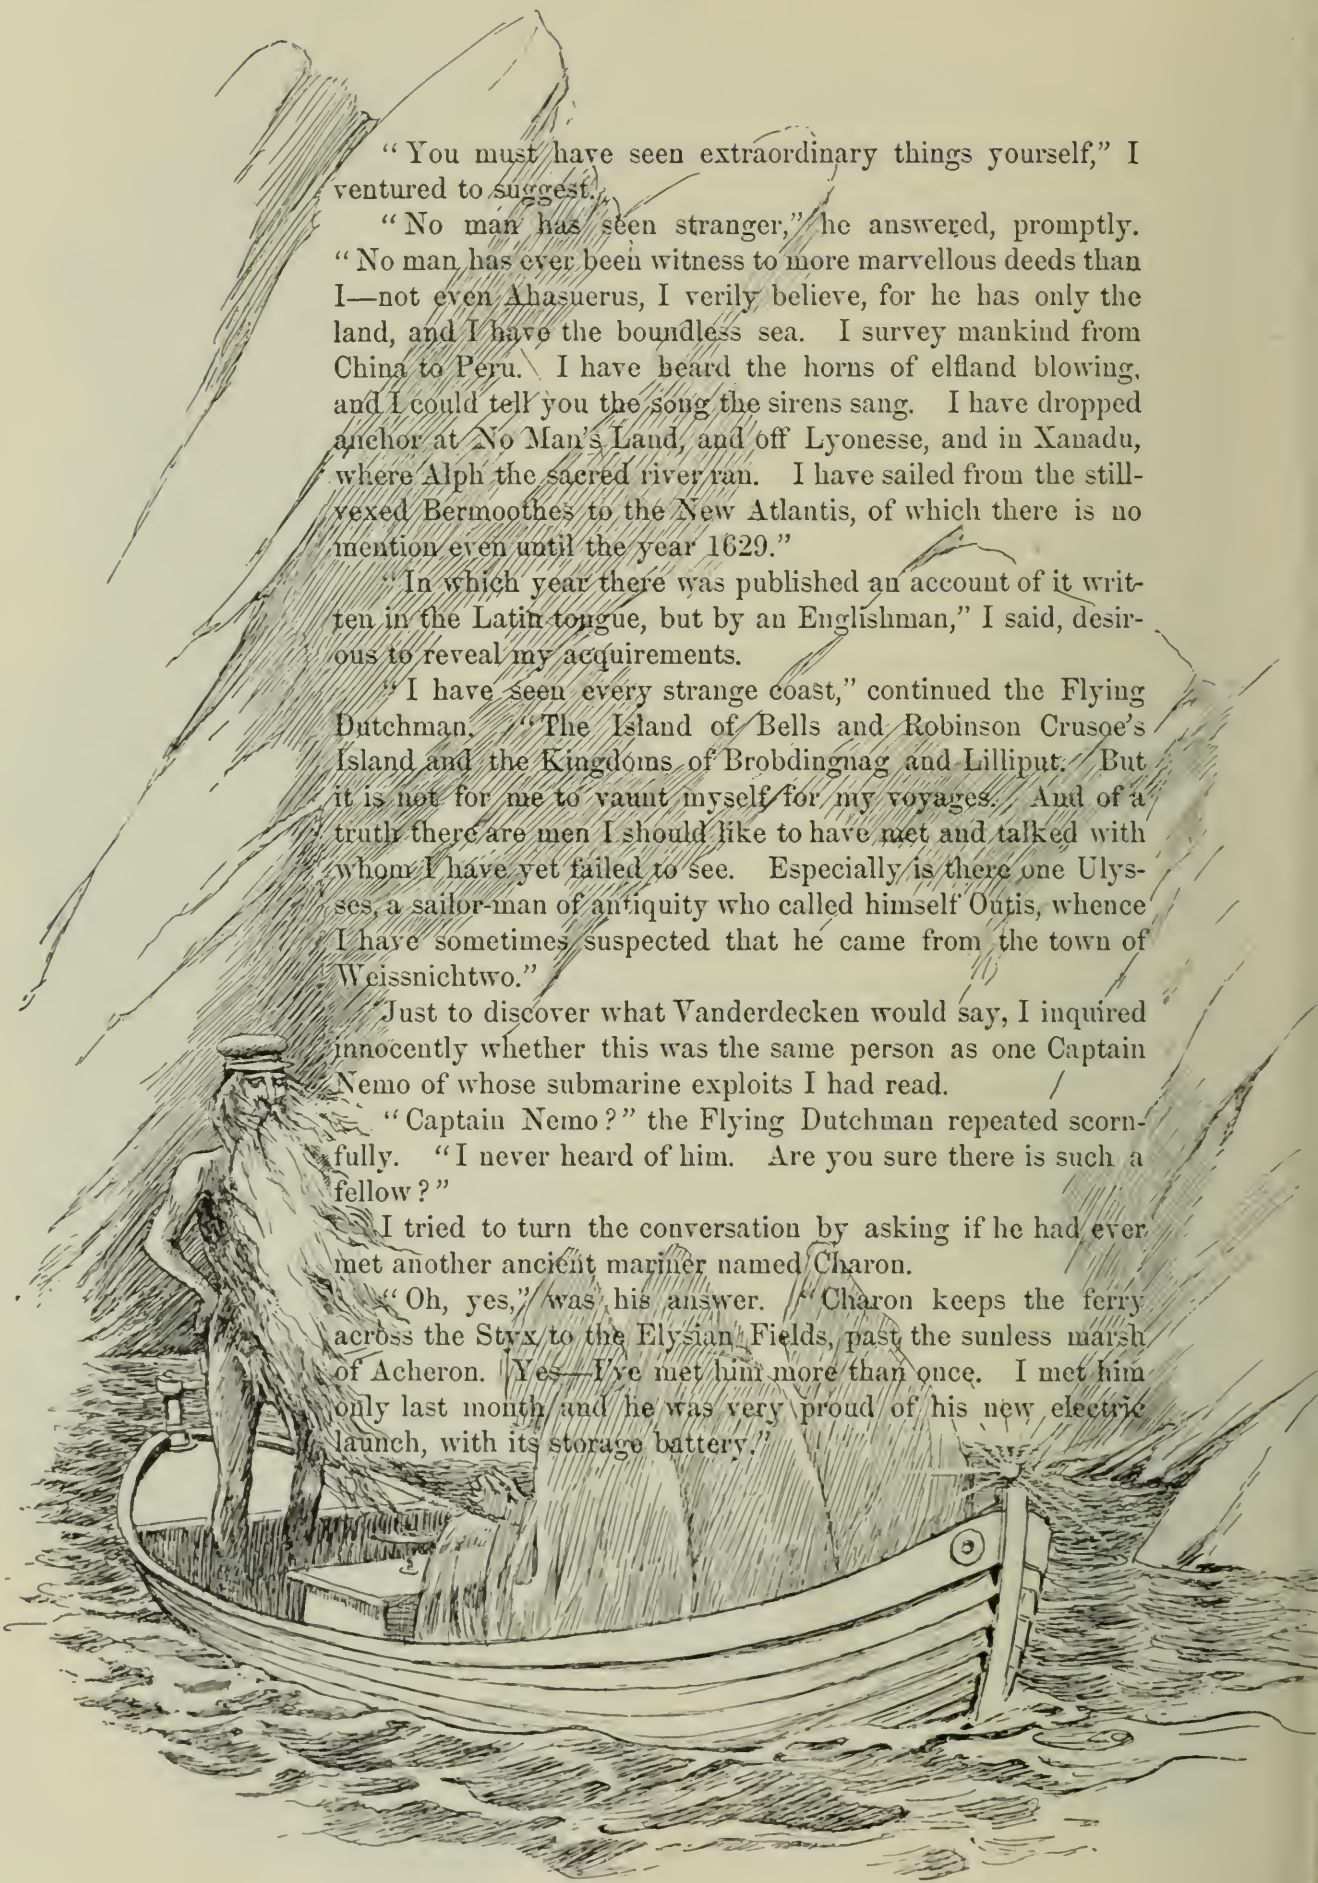 “ You must have seen extraordinary things yourself,” I
ventured to suggest.
“ No man has seen stranger,” he answered, promptly.
“ No man has ever been witness to more marvellous deeds than
I—not even Ahasuerus, I verily believe, for he has only the
land, and I have the boundless sea. I survey mankind from
China to Peru. I have heard the horns of elfland blowing,
and I could tell you the song the sirens sang. I have dropped
anchor at No Man’s Land, and off Lyonesse, and in Xanadu,
where Alph the sacred river ran. I have sailed from the still-
vexed Bermoothes to the New Atlantis, of which there is no
mention even until the year 1629.”
“ In which year there was published an account of it writ-
ten in the Latin tongue, but by an Englishman,” I said, desir-
ous to reveal my acquirements.
“ I have seen every strange coast,” continued the Flying
Dutchman. “ The Island of Bells and Robinson Crusoe’s
Island and the Kingdoms of Brobdingnag and Lilliput. But
it is not for me to vaunt myself for my voyages. And of a
truth there are men I should like to have met and talked with
whom I have yet failed to see. Especially is there one Ulys-
ses, a sailor-man of antiquity who called himself Outis, whence
I have sometimes suspected that he came from the town of
Weissnichtwo.”
Just to discover what Vanderdecken would say, I inquired
innocently whether this was the same person as one Captain
Nemo of whose submarine exploits I had read.
“ Captain Nemo ? ” the Flying Dutchman repeated scorn-
fully. “ I never heard of him. Are you sure there is such a
fellow ? ”
I tried to turn the conversation by asking if he had ever
met another ancient mariner named Charon.
“ Oh, yes,” was his answer. “ Charon keeps the ferry
across the Styx to the Elysian Fields, past the sunless marsh
of Acheron. Yes—I’ve met him more than once. I met him
only last month, and he was very proud of his new electric
launch, with its storage battery.”